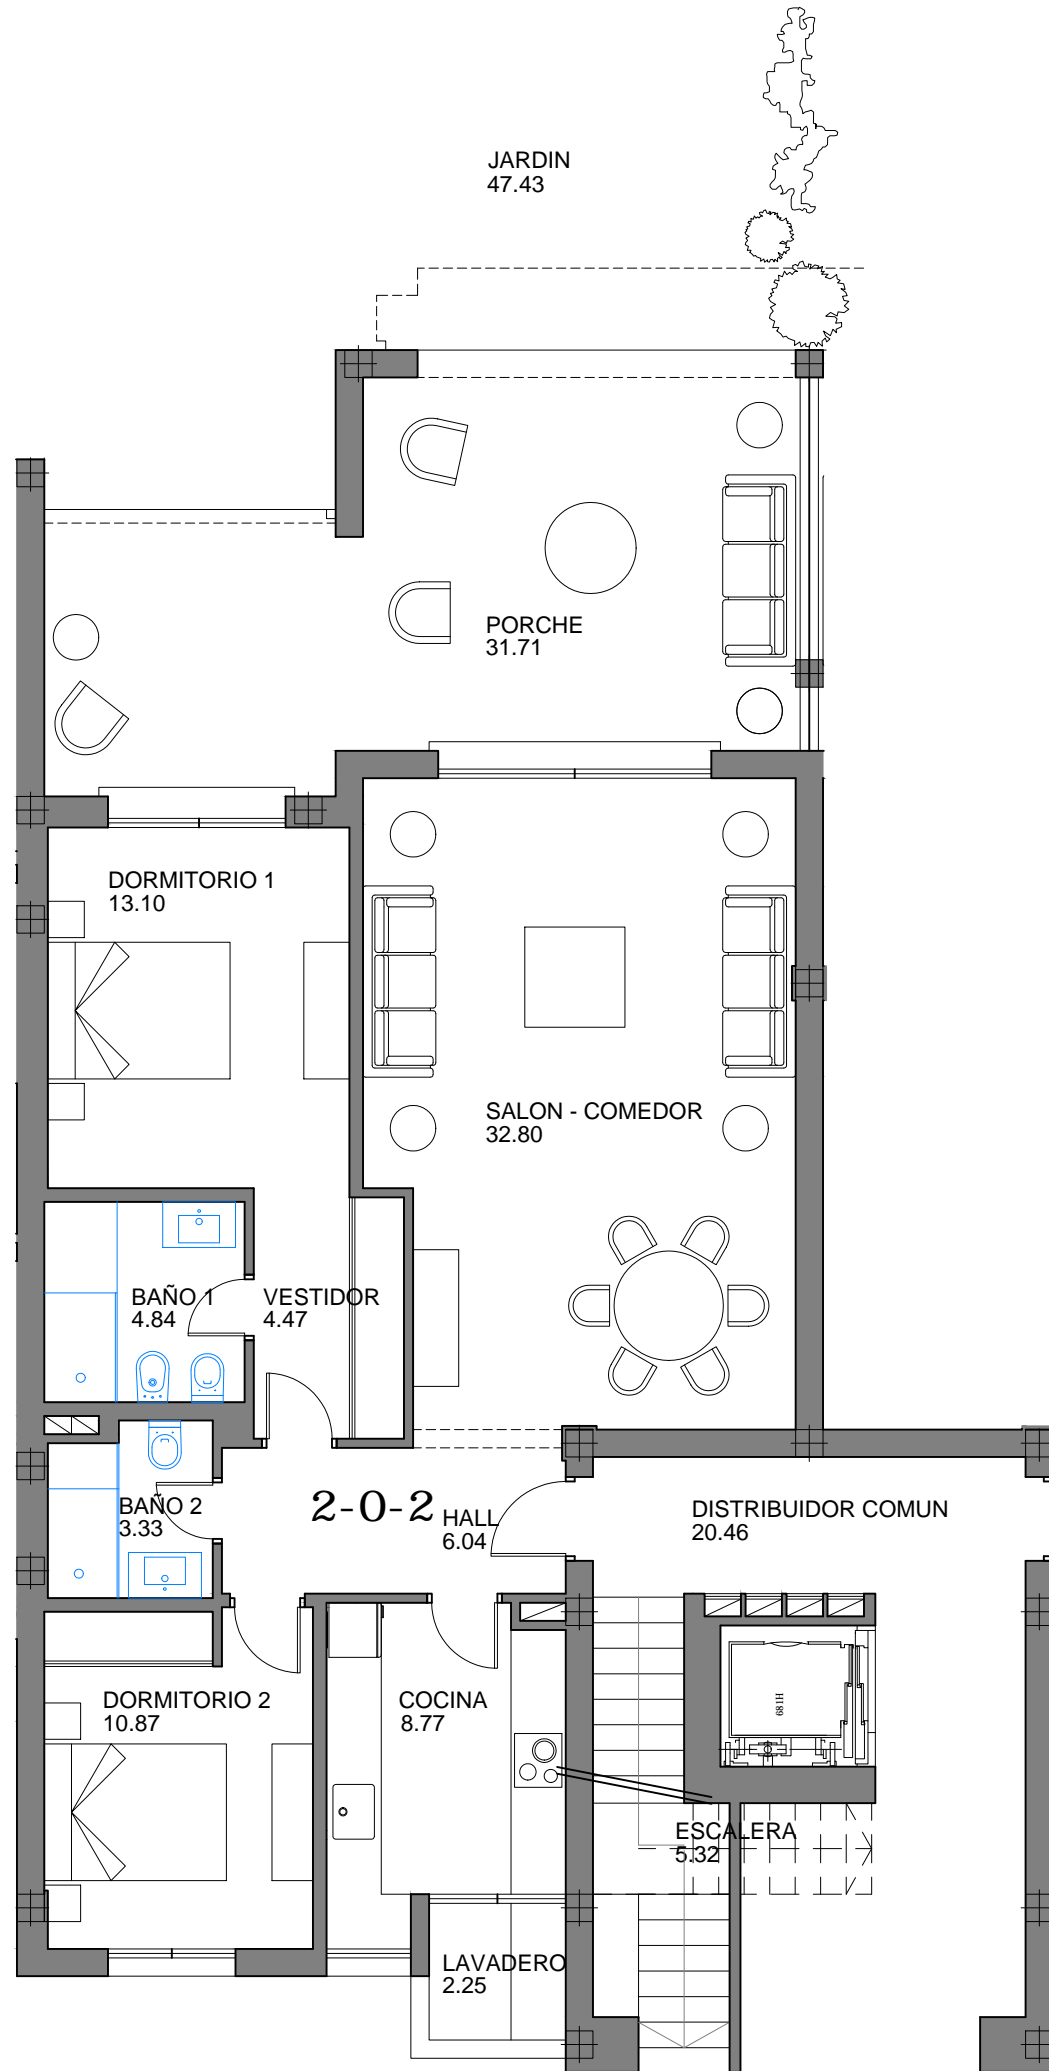 JARDIN
47.43
PORCHE
31.71
DORMITORIO 1
13.10
SALON - COMEDOR
32.80
BAÑO 1
4.84
VESTIDOR
4.47
BAÑO 2
3.33
2-0-2
HALL
6.04
DISTRIBUIDOR COMUN
20.46
DORMITORIO 2
10.87
COCINA
8.77
681H
ESCALERA
5.32
LAVADERO
2.25